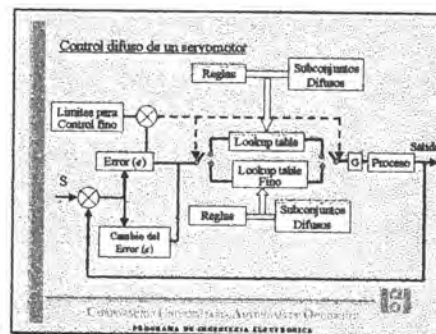 Control difuso de un servomotor
Reglas
Subconjuntos
Difusos
Límites para
Control fino
Lookup table
Error (e)
Salida
Lookup table
Fino
G
Proceso
S
Reglas
Subconjuntos
Difusos
Cambio del
Error (e)
PROGRAMA DE INGENIERIA ELECTRONICA